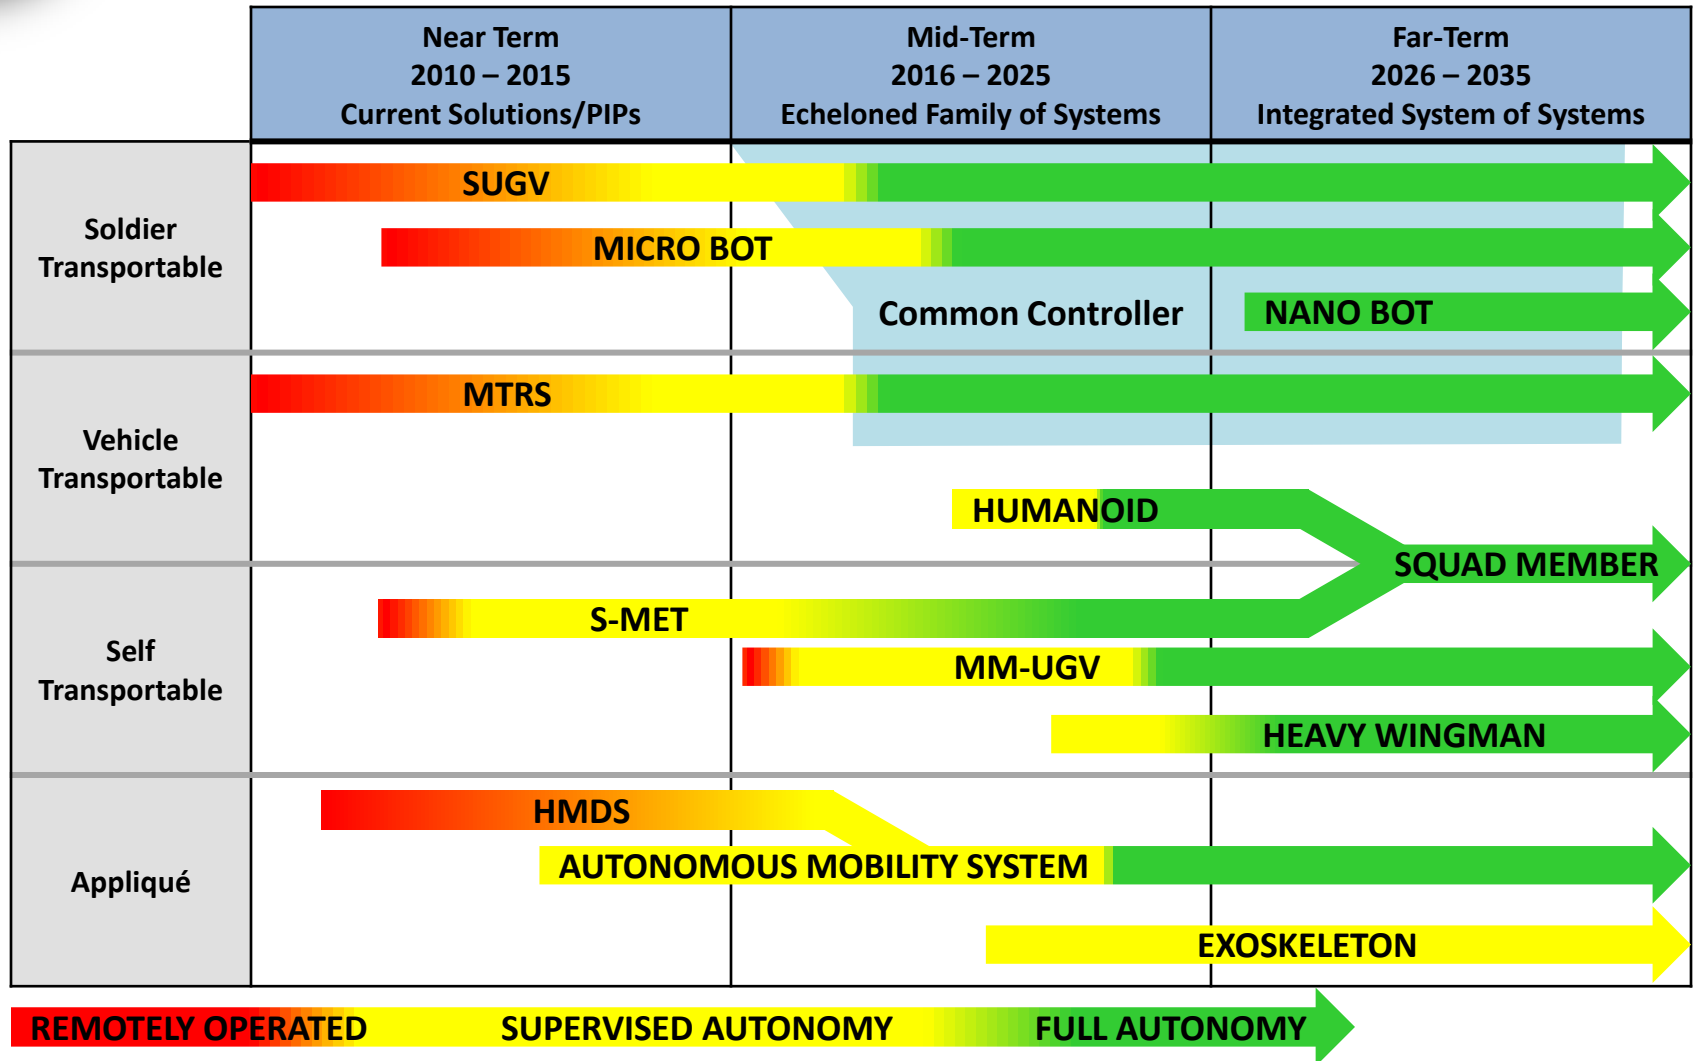 Near Term
2010 – 2015
Current Solutions/PIPs
Mid-Term
2016 – 2025
Echeloned Family of Systems
Far-Term
2026 – 2035
Integrated System of Systems
Soldier
Transportable
SUGV
MICRO BOT
Common Controller
NANO BOT
Vehicle
Transportable
MTRS
HUMANOID
SQUAD MEMBER
Self
Transportable
S-MET
MM-UGV
HEAVY WINGMAN
Appliqué
HMDS
AUTONOMOUS MOBILITY SYSTEM
EXOSKELETON
REMOTELY OPERATED
SUPERVISED AUTONOMY
FULL AUTONOMY